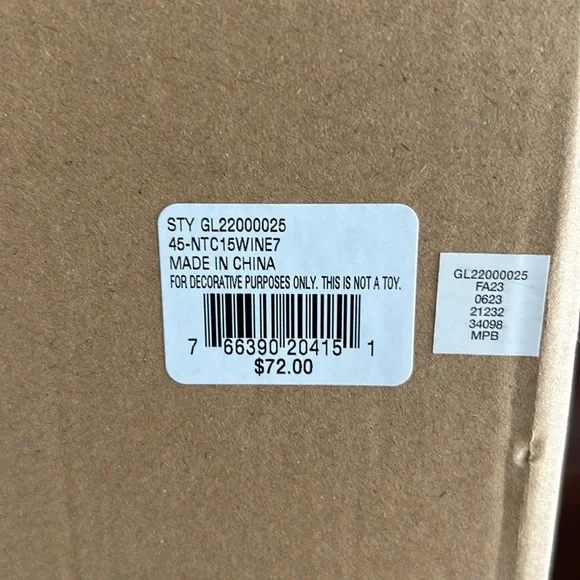 STY GL22000025
45-NTC15WINE7
MADE IN CHINA
FOR DECORATIVE PURPOSES ONLY. THIS IS NOT A TOY.
7 66390 20415 1
$72.00
GL22000025
FA23
0623
21232
34098
MPB